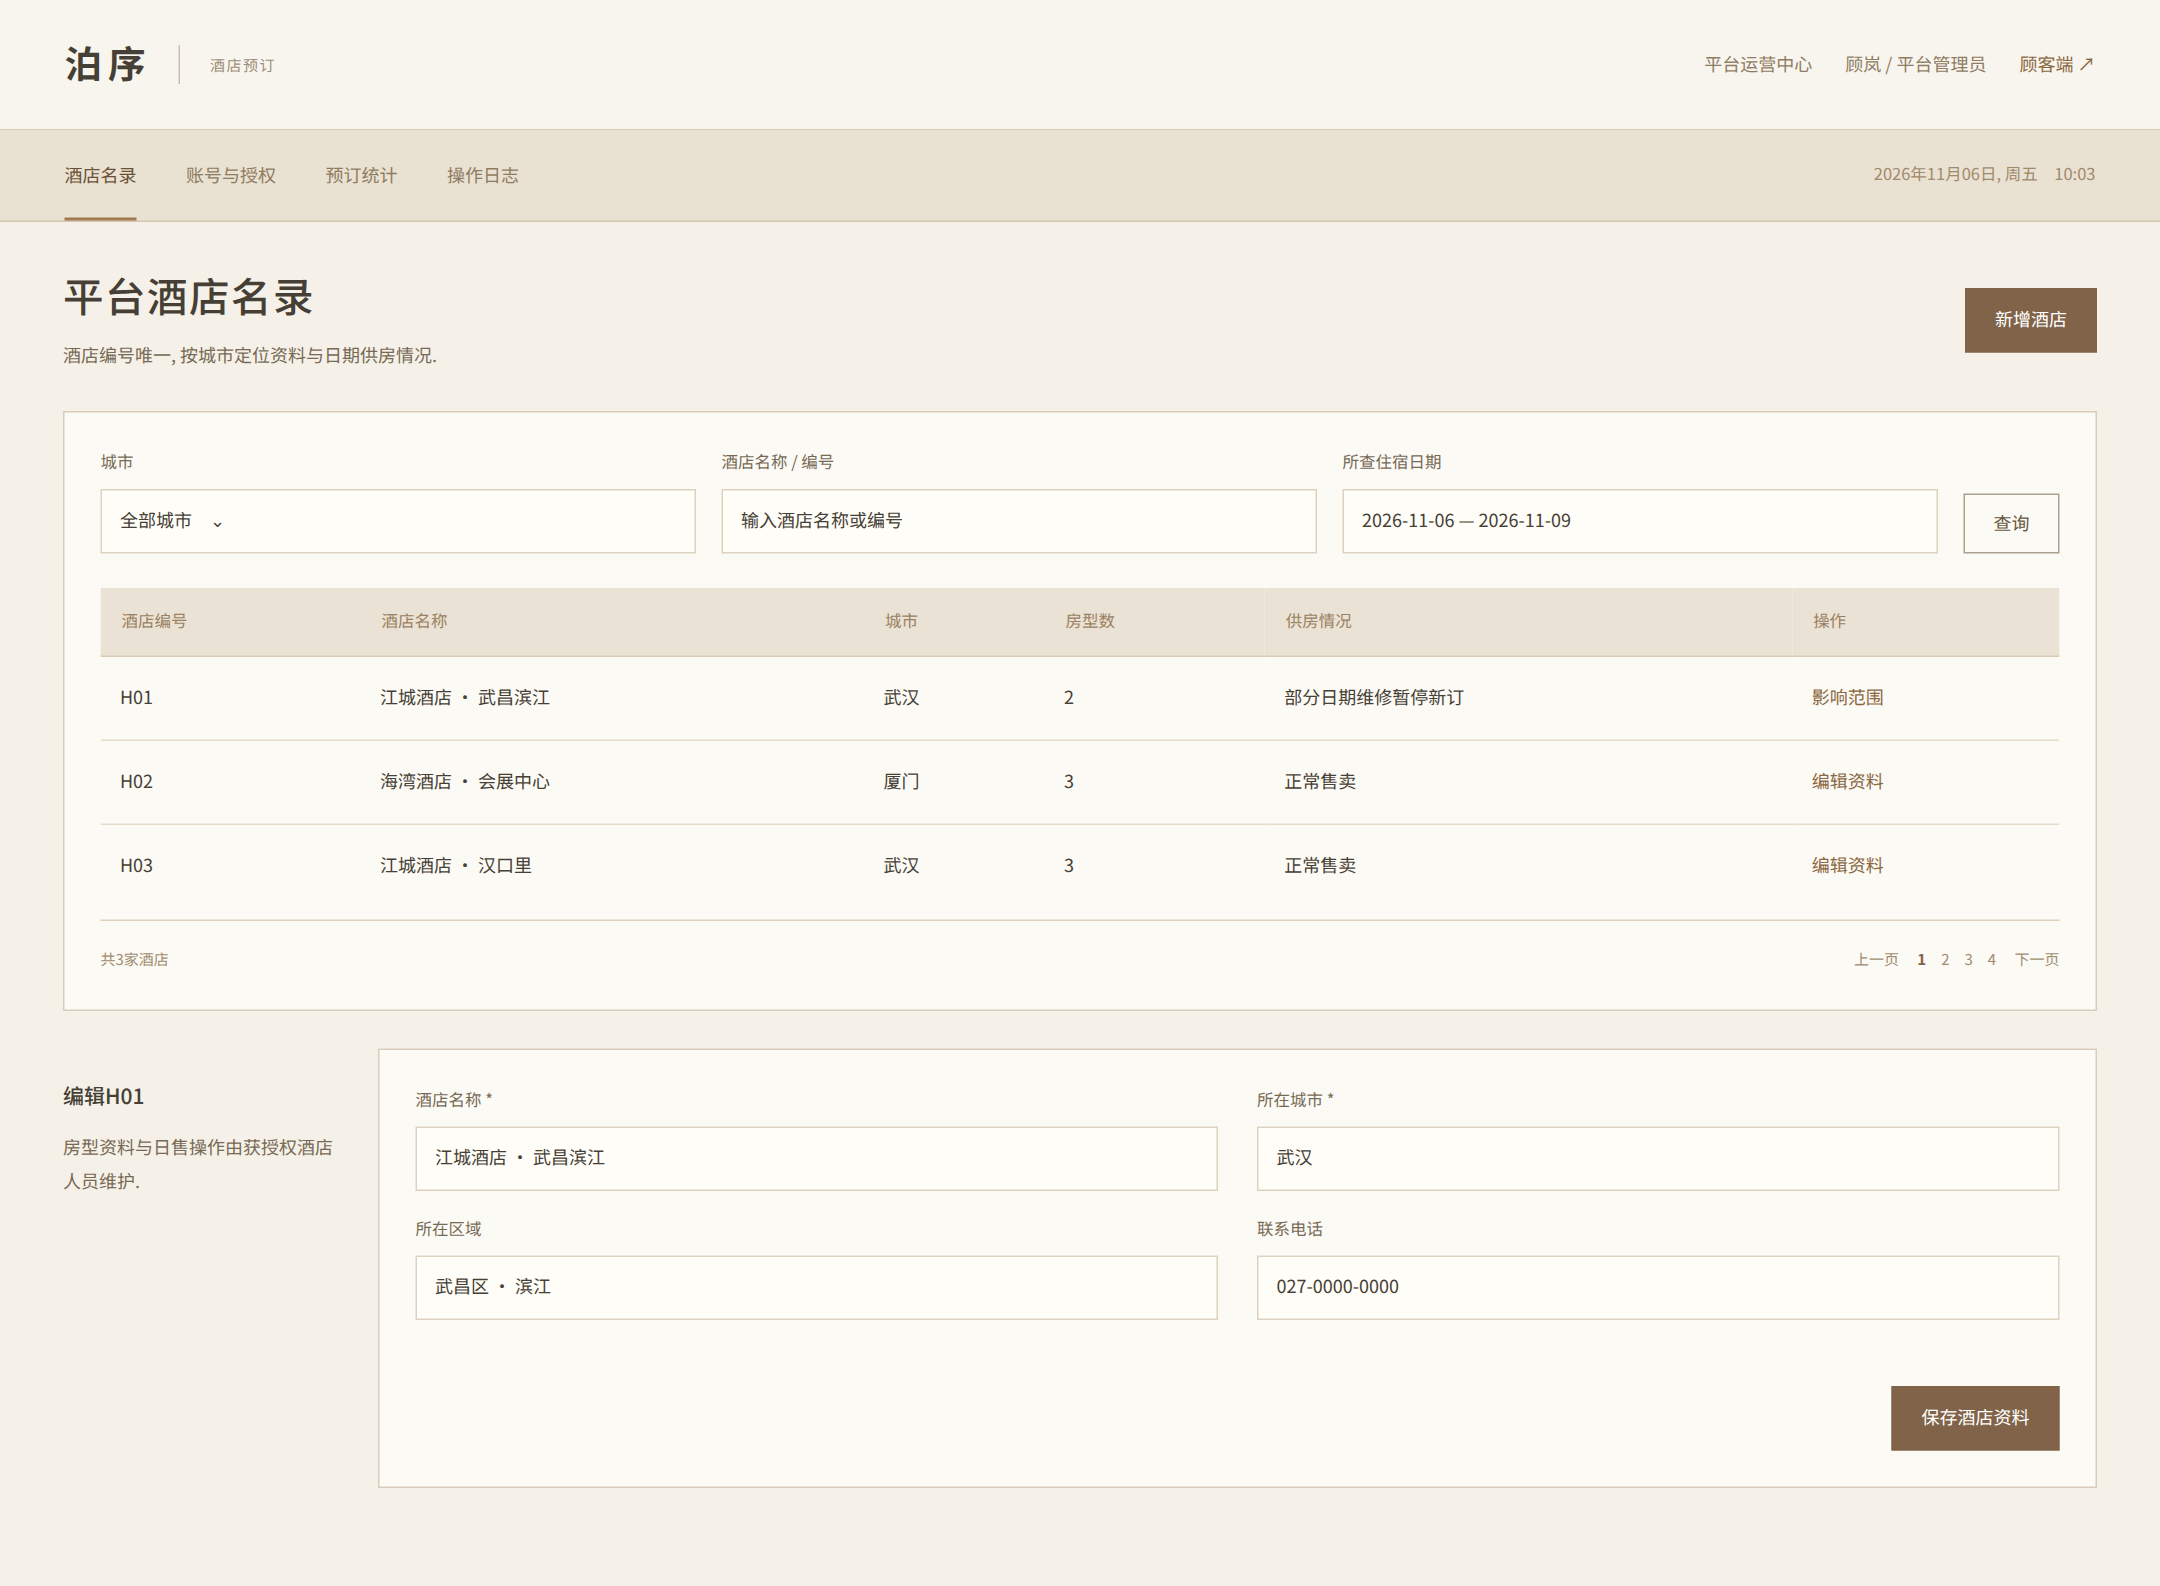 泊序
酒店预订
平台运营中心 顾岚 / 平台管理员 顾客端 ↗
酒店名录 账号与授权 预订统计 操作日志
2026年11月06日, 周五 10:03
平台酒店名录
酒店编号唯一, 按城市定位资料与日期供房情况.
新增酒店
城市 酒店名称 / 编号 所查住宿日期
全部城市 ⌄ 输入酒店名称或编号 2026-11-06 — 2026-11-09 查询
酒店编号 酒店名称 城市 房型数 供房情况 操作
H01 江城酒店 · 武昌滨江 武汉 2 部分日期维修暂停新订 影响范围
H02 海湾酒店 · 会展中心 厦门 3 正常售卖 编辑资料
H03 江城酒店 · 汉口里 武汉 3 正常售卖 编辑资料
共3家酒店 上一页 1 2 3 4 下一页
编辑H01
房型资料与日售操作由获授权酒店
人员维护.
酒店名称 * 所在城市 *
江城酒店 · 武昌滨江 武汉
所在区域 联系电话
武昌区 · 滨江 027-0000-0000
保存酒店资料